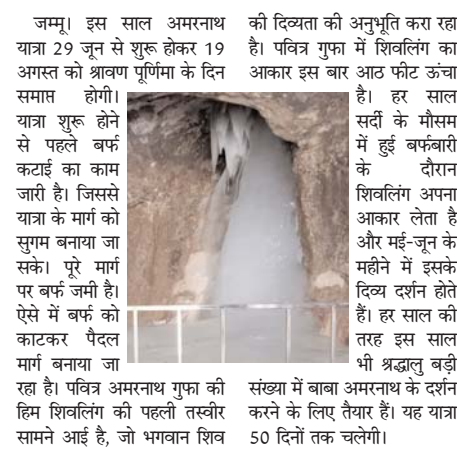 जम्मू। इस साल अमरनाथ
यात्रा 29 जून से शुरू होकर 19
अगस्त को श्रावण पूर्णिमा के दिन
समाप्त होगी।
यात्रा शुरू होने
से पहले बर्फ
कटाई का काम
जारी है। जिससे
यात्रा के मार्ग को
सुगम बनाया जा
सके। पूरे मार्ग
पर बर्फ जमी है।
ऐसे में बर्फ को
काटकर पैदल
मार्ग बनाया जा
रहा है। पवित्र अमरनाथ गुफा की
हिम शिवलिंग की पहली तस्वीर
सामने आई है, जो भगवान शिव
की दिव्यता की अनुभूति करा रहा
है। पवित्र गुफा में शिवलिंग का
आकार इस बार आठ फीट ऊंचा
है। हर साल
सर्दी के मौसम
में हुई बर्फबारी
के दौरान
शिवलिंग अपना
आकार लेता है
और मई-जून के
महीने में इसके
दिव्य दर्शन होते
हैं। हर साल की
तरह इस साल
भी श्रद्धालु बड़ी
संख्या में बाबा अमरनाथ के दर्शन
करने के लिए तैयार हैं। यह यात्रा
50 दिनों तक चलेगी।